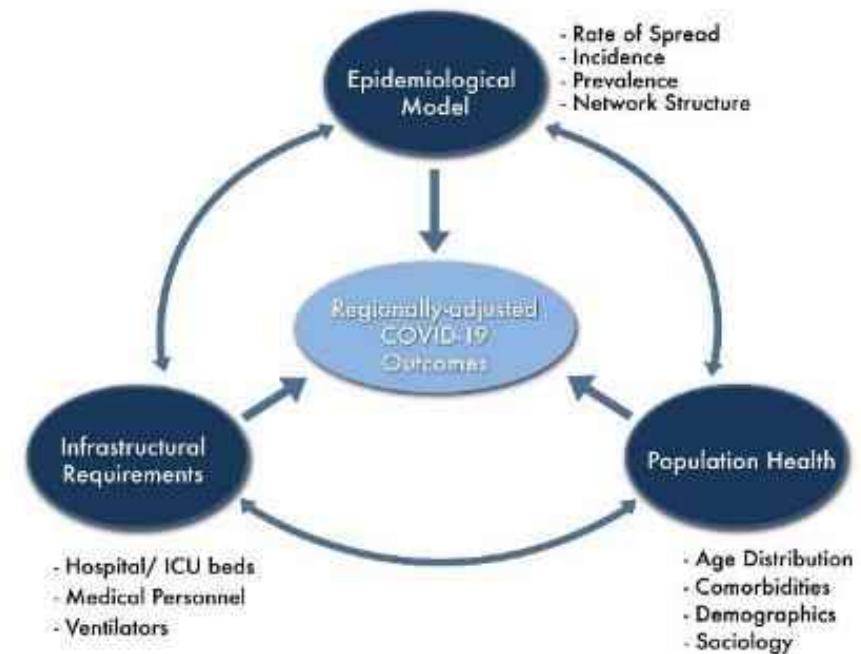 Epidemiological
Model
- Rate of Spread
- Incidence
- Prevalence
- Network Structure
Regionally-adjusted
COVID-19
Outcomes
Infrastructural
Requirements
- Hospital/ ICU beds
- Medical Personnel
- Ventilators
Population Health
- Age Distribution
- Comorbidities
- Demographics
- Sociology